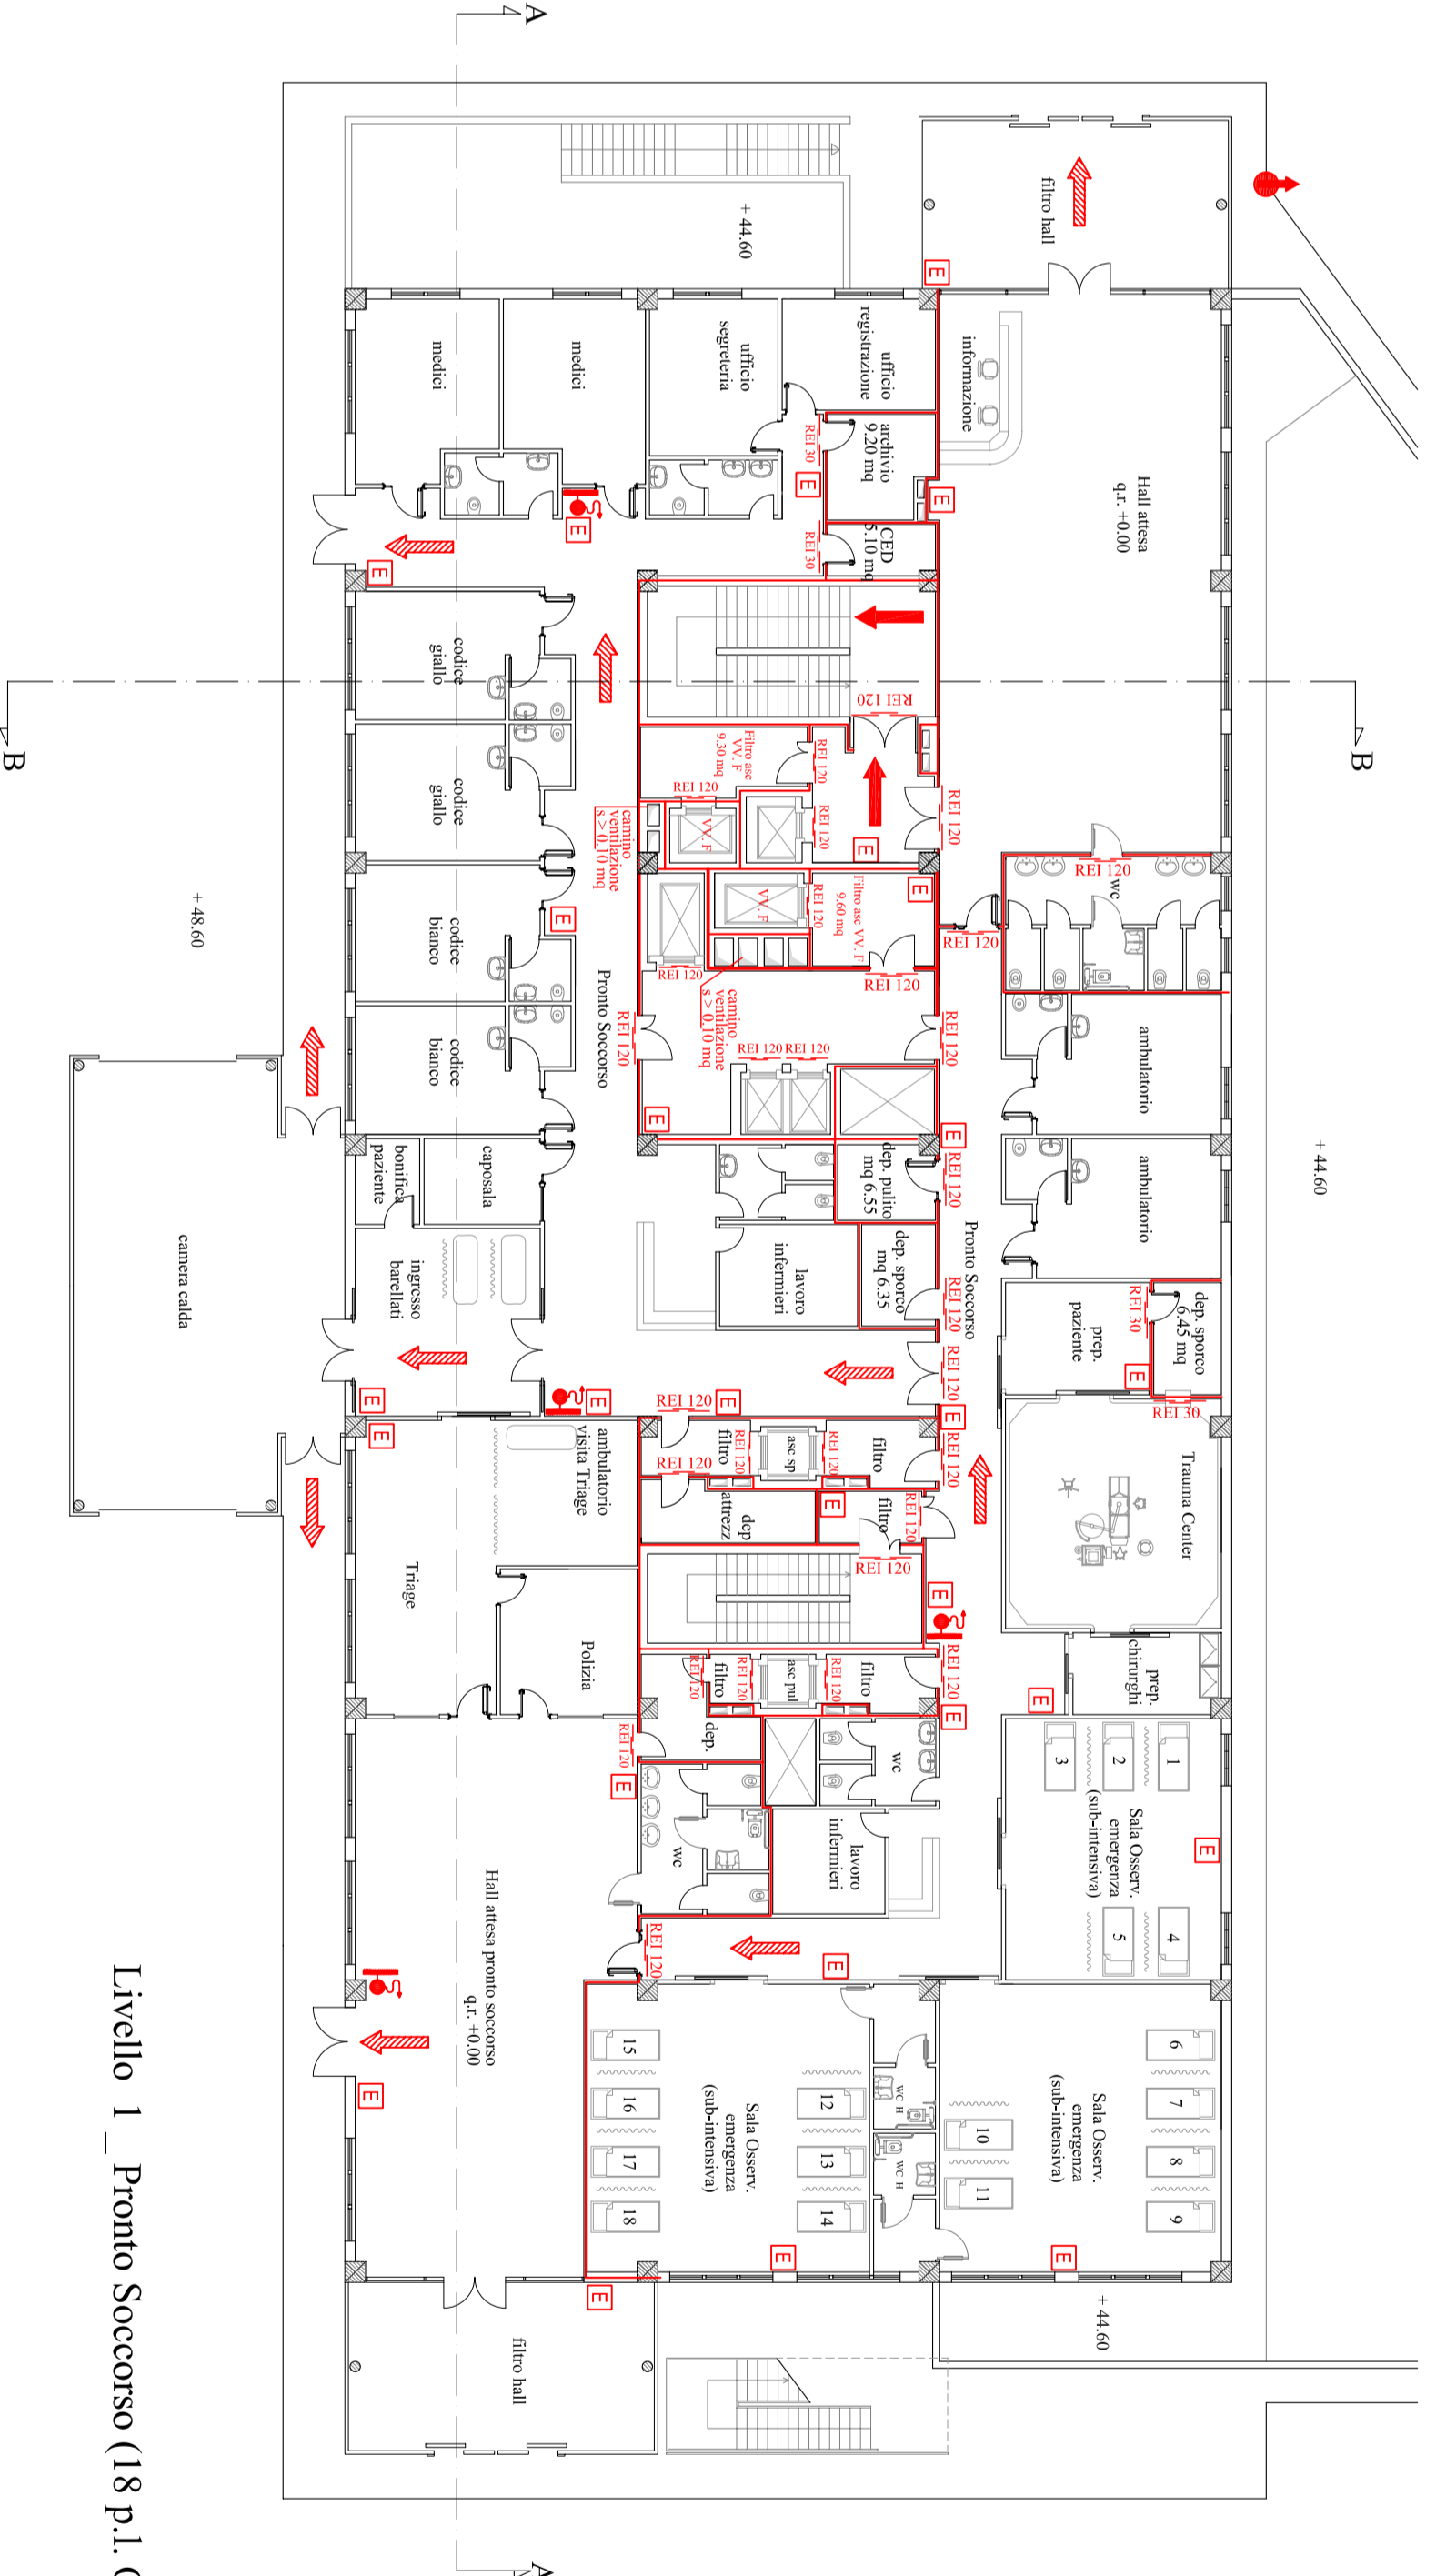 B
+ 44.60
Hall attesa
q.r. +0.00
ambulatorio
ambulatorio
dep. sporco
6.45 mq
REI 30
REI 30
Trauma Center
prep.
chirurghi
1
2
3
4
5
Sala Osserv.
emergenza
(sub-intensiva)
6
7
8
9
10
11
Sala Osserv.
emergenza
(sub-intensiva)
+ 44.60
filtro hall
E
informazione
E
wc
REI 120
prep.
paziente
E
E
E
E
REI 120
REI 120
REI 120
Pronto Soccorso
E
REI 120
REI 120
REI 120
E
REI 120
E
REI 120
E
ufficio
registrazione
archivio
9.20 mq
CED
5.10 mq
REI 30
REI 30
E
REI 120
REI 120
REI 120
E
E
Filtro asc VV. F
9.60 mq
REI 120
REI 120
VV. F
dep. pulito
mq 6.55
dep. sporco
mq 6.35
filtro
REI 120
asc sp
REI 120
filtro
REI 120
REI 120
E
filtro
REI 120
E
REI 120
dep
attrezz
filtro
REI 120
asc pul
REI 120
filtro
REI 120
dep.
REI 120
E
wc
lavoro
infermieri
E
wc H
wc H
+ 44.60
ufficio
segreteria
Filtro asc
VV. F
9.30 mq
REI 120
VV. F
camino
ventilazione
s > 0.10 mq
REI 120
camino
ventilazione
s > 0.10 mq
REI 120
REI 120
REI 120
E
lavoro
infermieri
wc
REI 120
12
13
14
15
16
17
18
Sala Osserv.
emergenza
(sub-intensiva)
E
E
medici
E
Pronto Soccorso
E
E
ambulatorio
visita Triage
Polizia
A
medici
E
codice
giallo
codice
giallo
codice
bianco
codice
bianco
caposala
bonifica
paziente
ingresso
barellati
E
E
Triage
Hall attesa pronto soccorso
q.r. +0.00
E
filtro hall
A
+ 48.60
camera calda
B
Livello 1 _ Pronto Soccorso (18 p.l. (